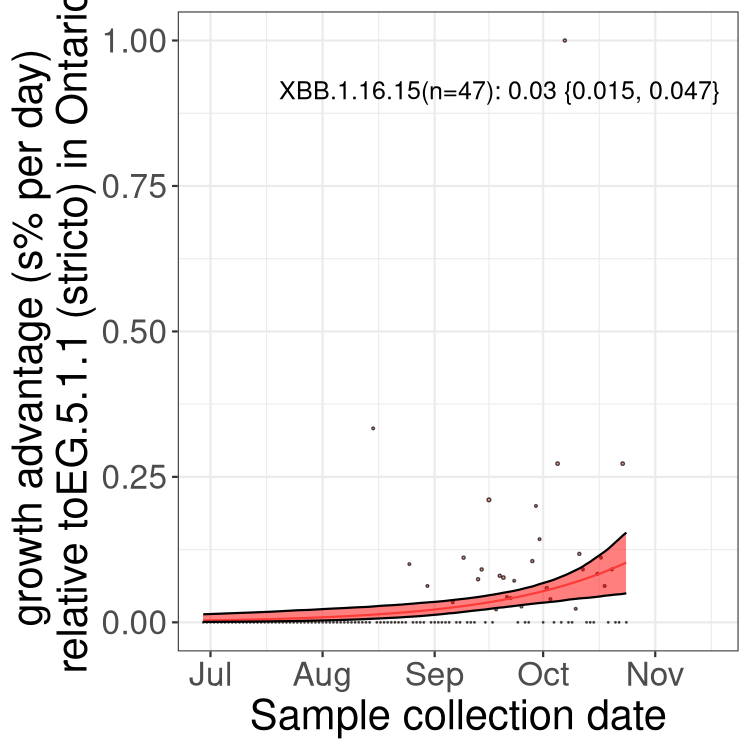 growth advantage (s% per day)
relative toEG.5.1.1 (stricto) in Ontario
1.00
0.75
0.50
0.25
0.00
XBB.1.16.15(n=47): 0.03 {0.015, 0.047}
Jul Aug Sep Oct Nov
Sample collection date